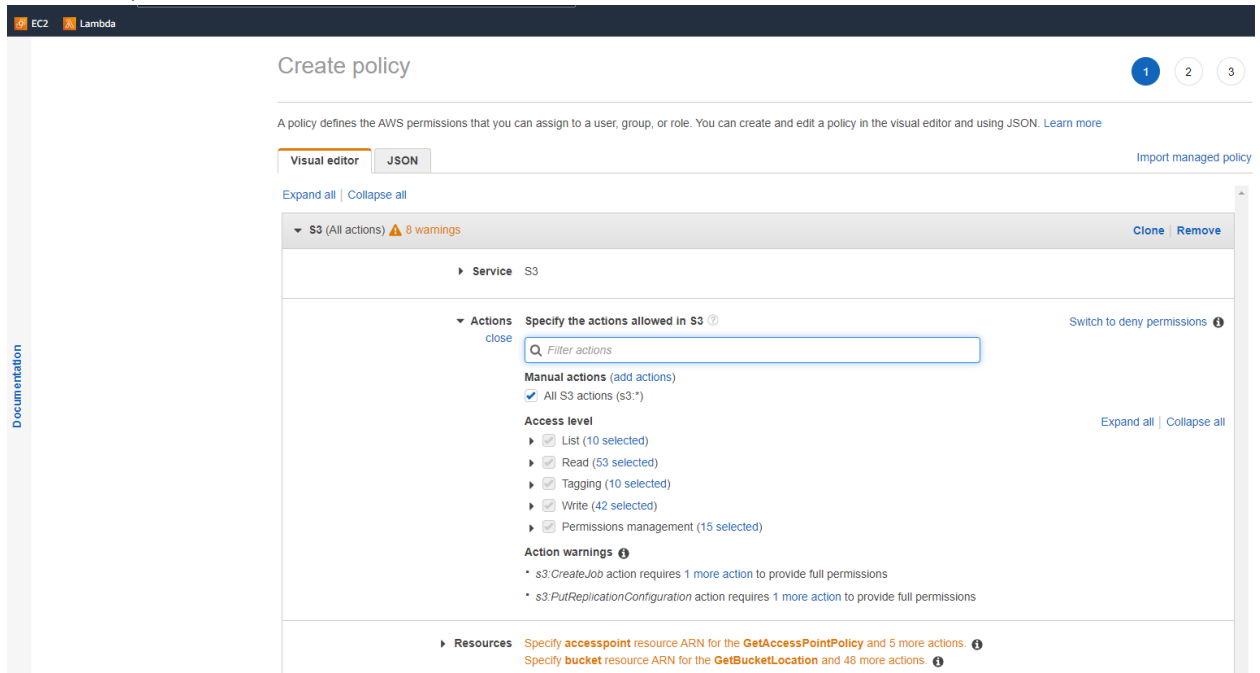 EC2 Lambda
Create policy
1 2 3
A policy defines the AWS permissions that you can assign to a user, group, or role. You can create and edit a policy in the visual editor and using JSON. Learn more
Visual editor JSON Import managed policy
Expand all | Collapse all
S3 (All actions) 8 warnings Clone | Remove
Service S3
Actions Specify the actions allowed in S3 Switch to deny permissions
close
Filter actions
Manual actions (add actions)
All S3 actions (s3:*)
Access level Expand all | Collapse all
List (10 selected)
Read (53 selected)
Tagging (10 selected)
Write (42 selected)
Permissions management (15 selected)
Action warnings
s3:CreateJob action requires 1 more action to provide full permissions
s3:PutReplicationConfiguration action requires 1 more action to provide full permissions
Resources Specify accesspoint resource ARN for the GetAccessPointPolicy and 5 more actions.
Specify bucket resource ARN for the GetBucketLocation and 48 more actions.
Documentation